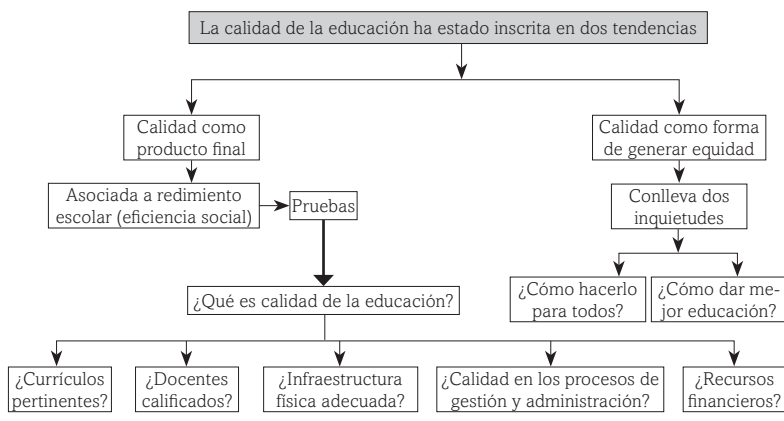 La calidad de la educación ha estado inscrita en dos tendencias
Calidad como
producto final
Calidad como forma
de generar equidad
Asociada a redimiento
escolar (eficiencia social)
Pruebas
Conlleva dos
inquietudes
¿Qué es calidad de la educación?
¿Cómo hacerlo
para todos?
¿Cómo dar me-
jor educación?
¿Currículos
pertinentes?
¿Docentes
calificados?
¿Infraestructura
física adecuada?
¿Calidad en los procesos de
gestión y administración?
¿Recursos
financieros?